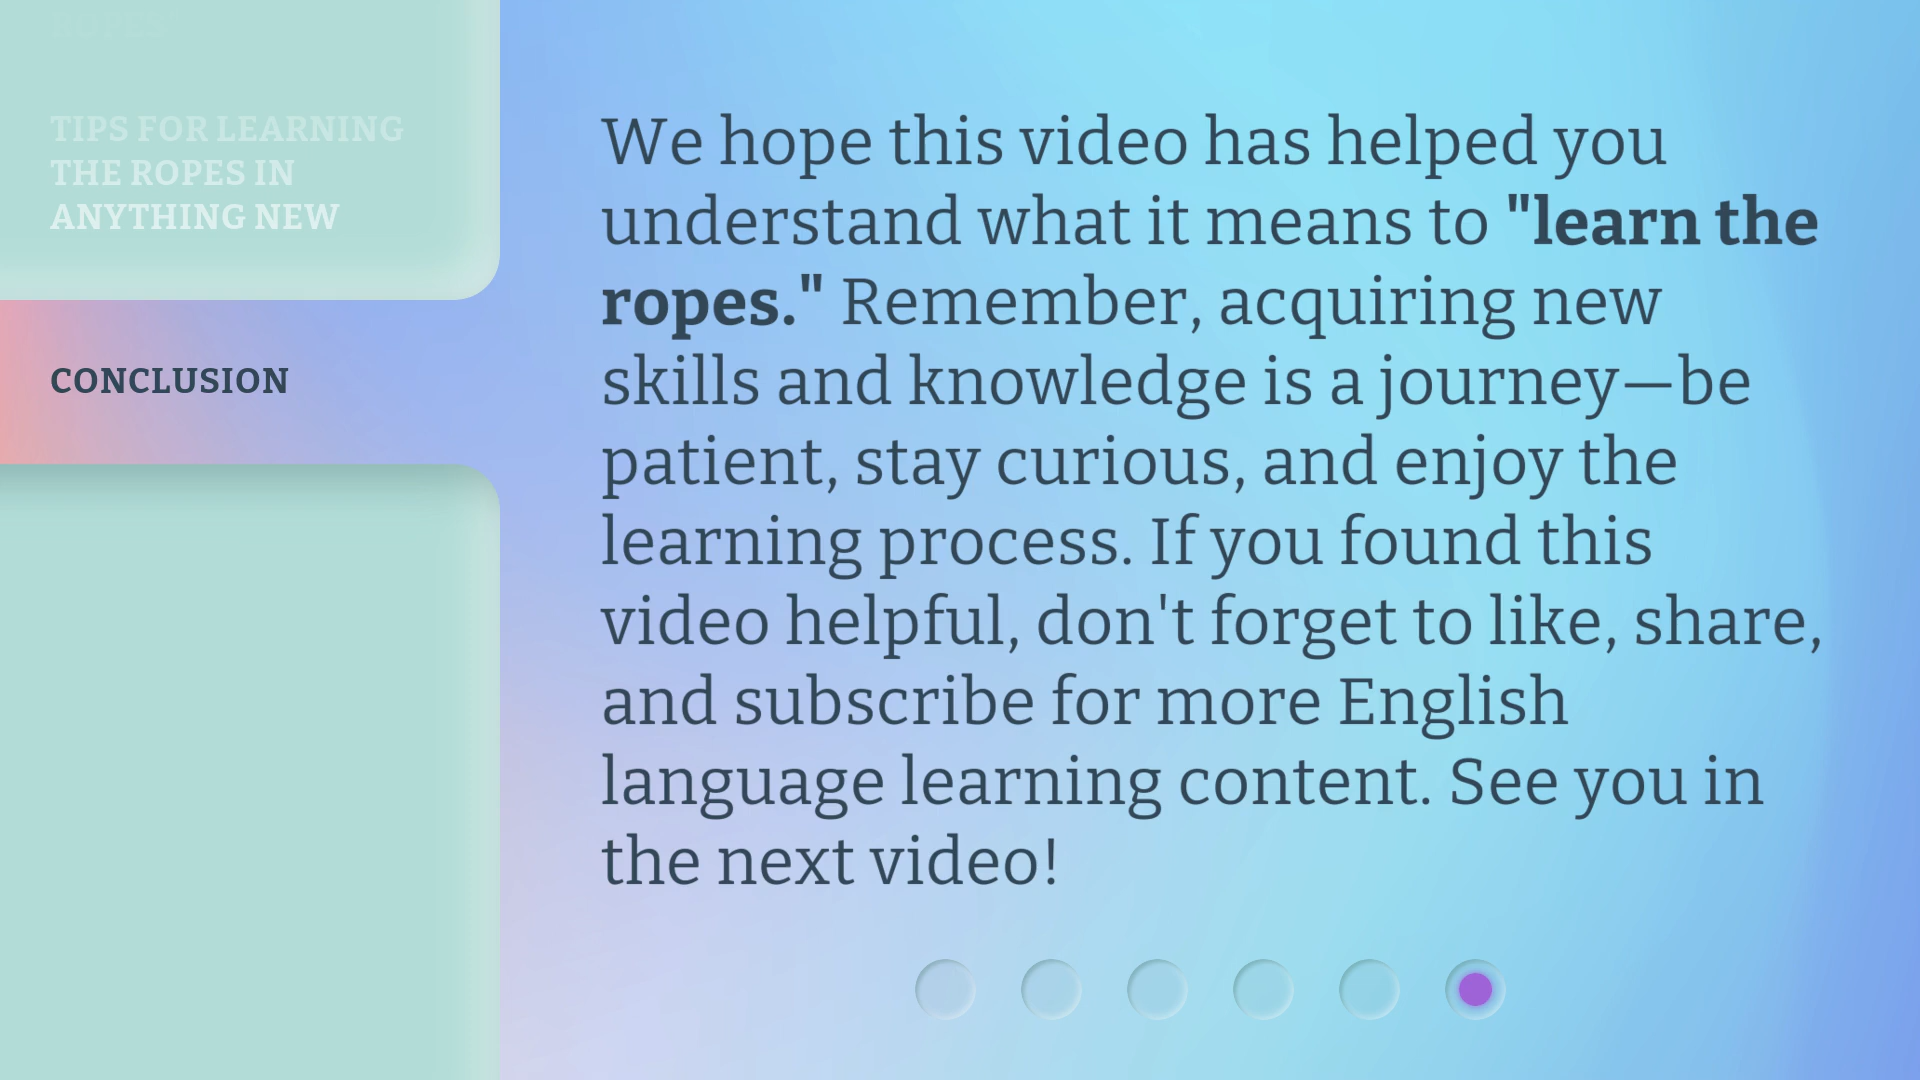 TIPS FOR LEARNING
THE ROPES IN
ANYTHING NEW
CONCLUSION
We hope this video has helped you
understand what it means to "learn the
ropes." Remember, acquiring new
skills and knowledge is a journey—be
patient, stay curious, and enjoy the
learning process. If you found this
video helpful, don't forget to like, share,
and subscribe for more English
language learning content. See you in
the next video!